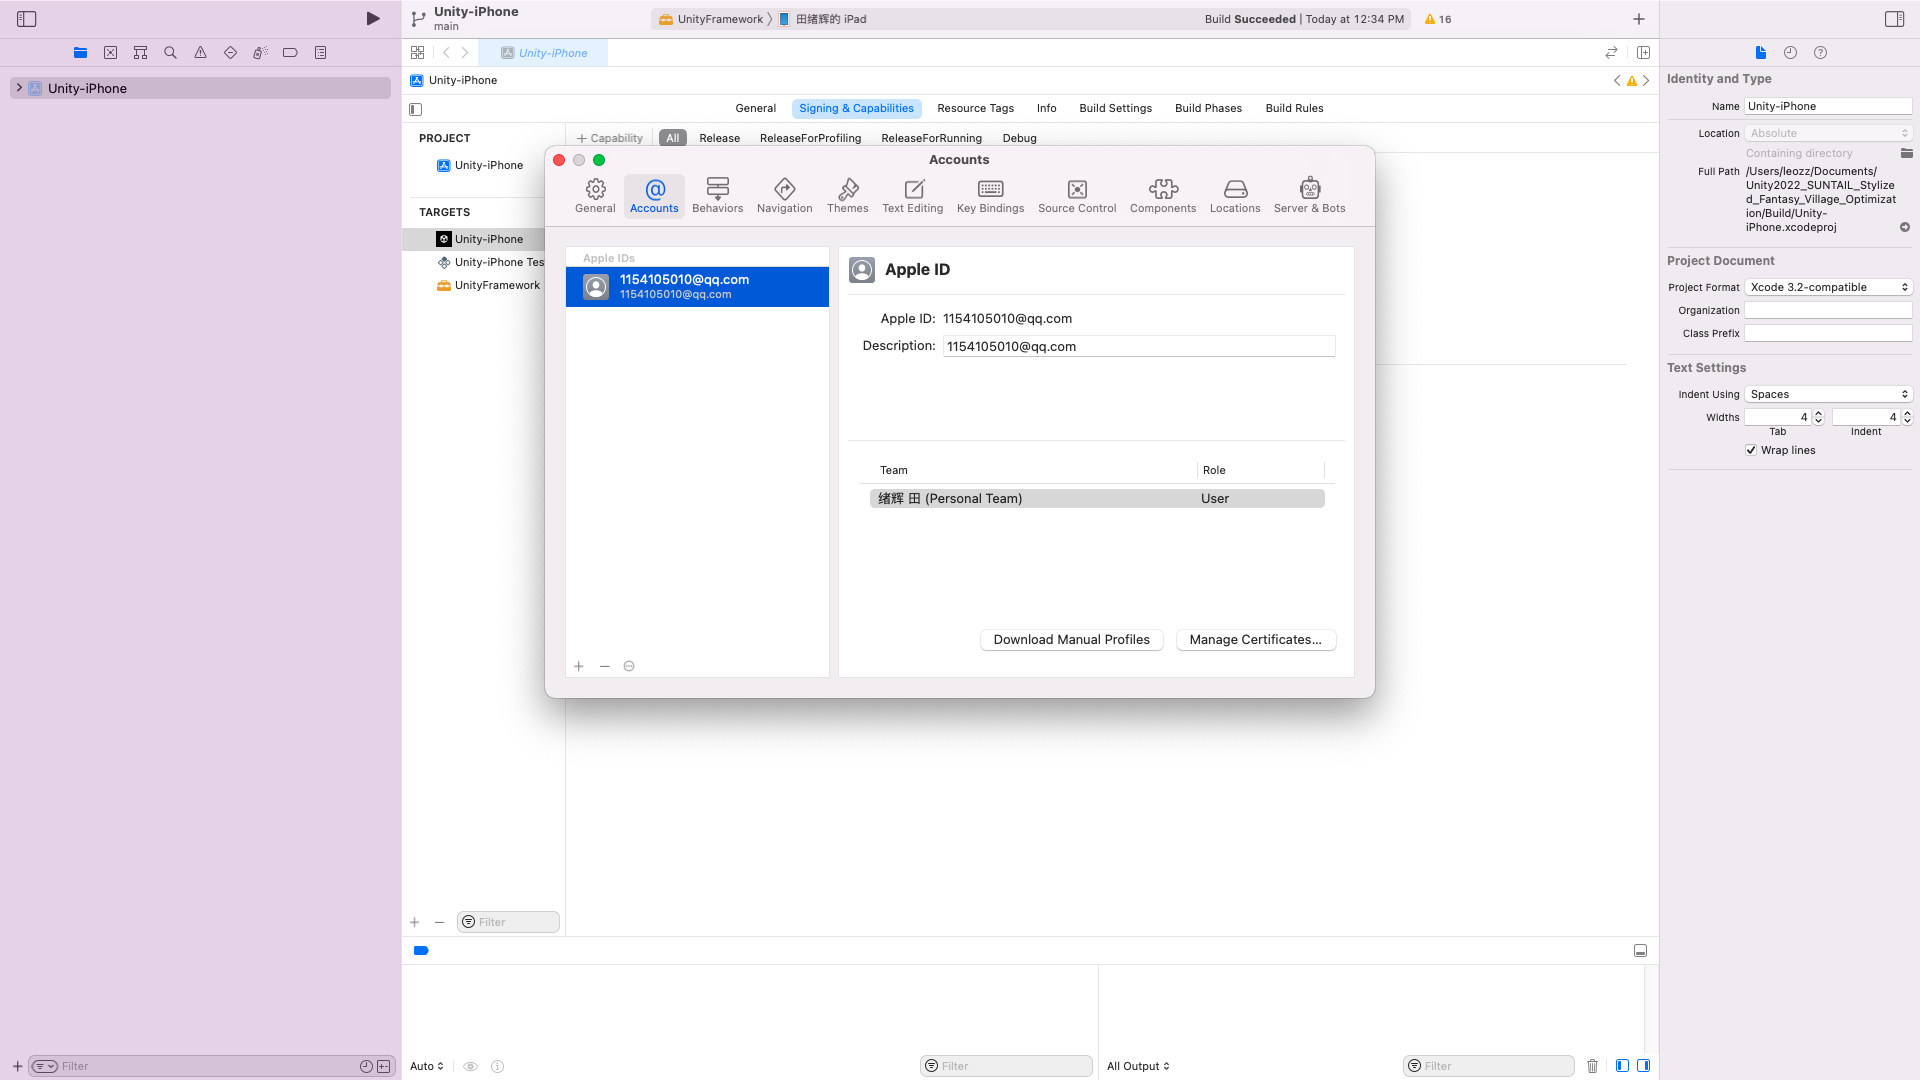 Unity-iPhone
main
UnityFramework 〉 田绪辉的 iPad
Build Succeeded | Today at 12:34 PM
16
Unity-iPhone
Unity-iPhone
Unity-iPhone
General
Signing & Capabilities
Resource Tags
Info
Build Settings
Build Phases
Build Rules
PROJECT
Unity-iPhone
TARGETS
Unity-iPhone
Unity-iPhone Tes
UnityFramework
+ Capability
All
Release
ReleaseForProfiling
ReleaseForRunning
Debug
Accounts
General
Accounts
Behaviors
Navigation
Themes
Text Editing
Key Bindings
Source Control
Components
Locations
Server & Bots
Apple IDs
1154105010@qq.com
1154105010@qq.com
Apple ID
Apple ID: 1154105010@qq.com
Description: 1154105010@qq.com
Team Role
绪辉 田 (Personal Team) User
Download Manual Profiles
Manage Certificates...
Identity and Type
Name Unity-iPhone
Location Absolute
Containing directory
Full Path /Users/leozz/Documents/
Unity2022_SUNTAIL_Stylize
d_Fantasy_Village_Optimizat
ion/Build/Unity-
iPhone.xcodeproj
Project Document
Project Format Xcode 3.2-compatible
Organization
Class Prefix
Text Settings
Indent Using Spaces
Widths 4 4
Tab Indent
Wrap lines
Filter
Filter
Auto
Filter
All Output
Filter